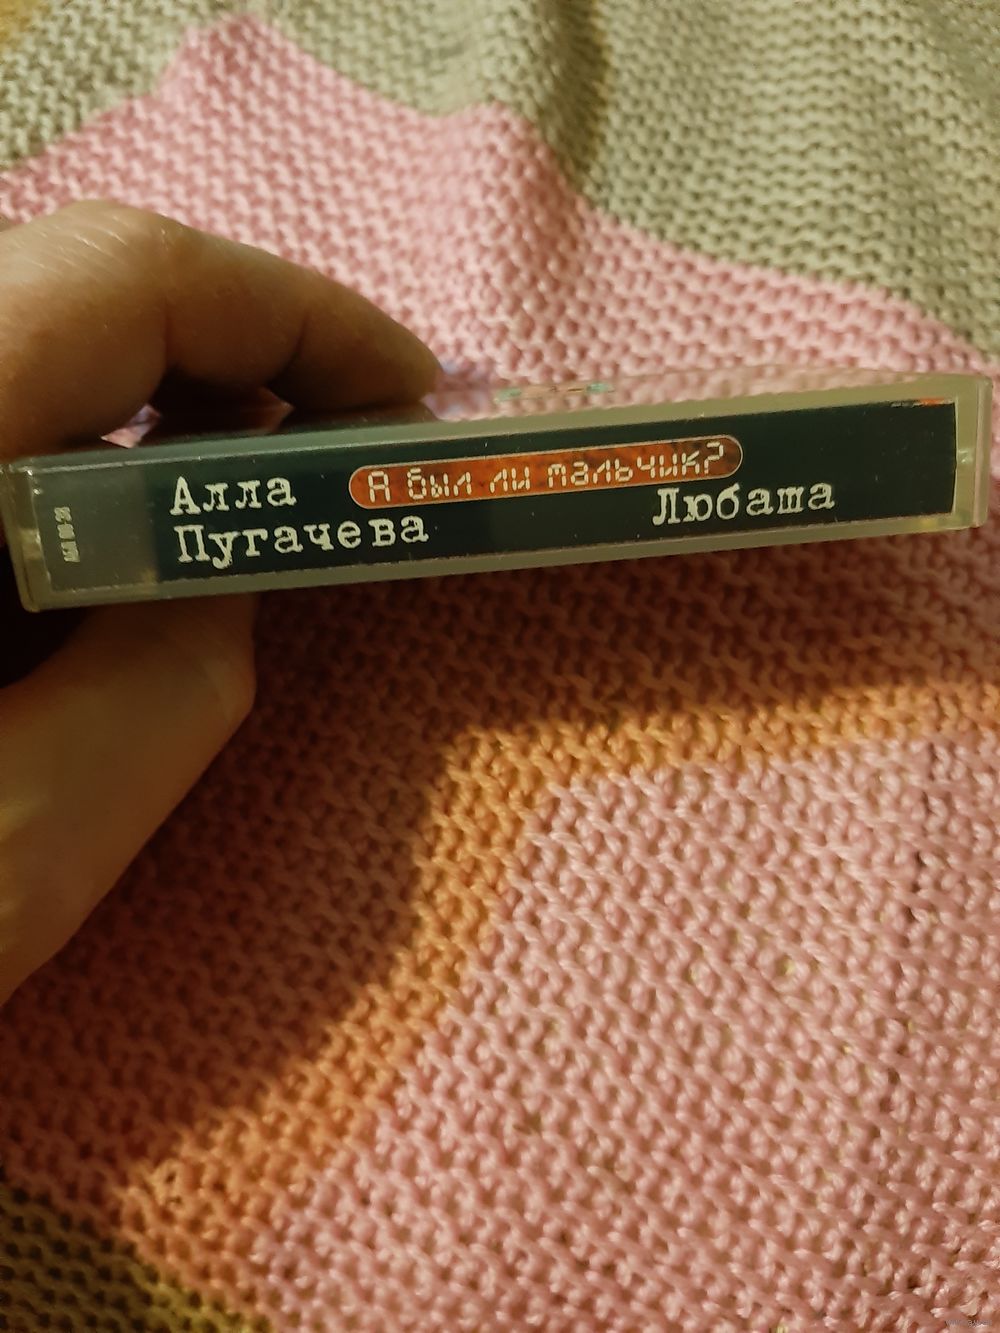 Алла
Пугачева
А был ли мальчик?
Любаша